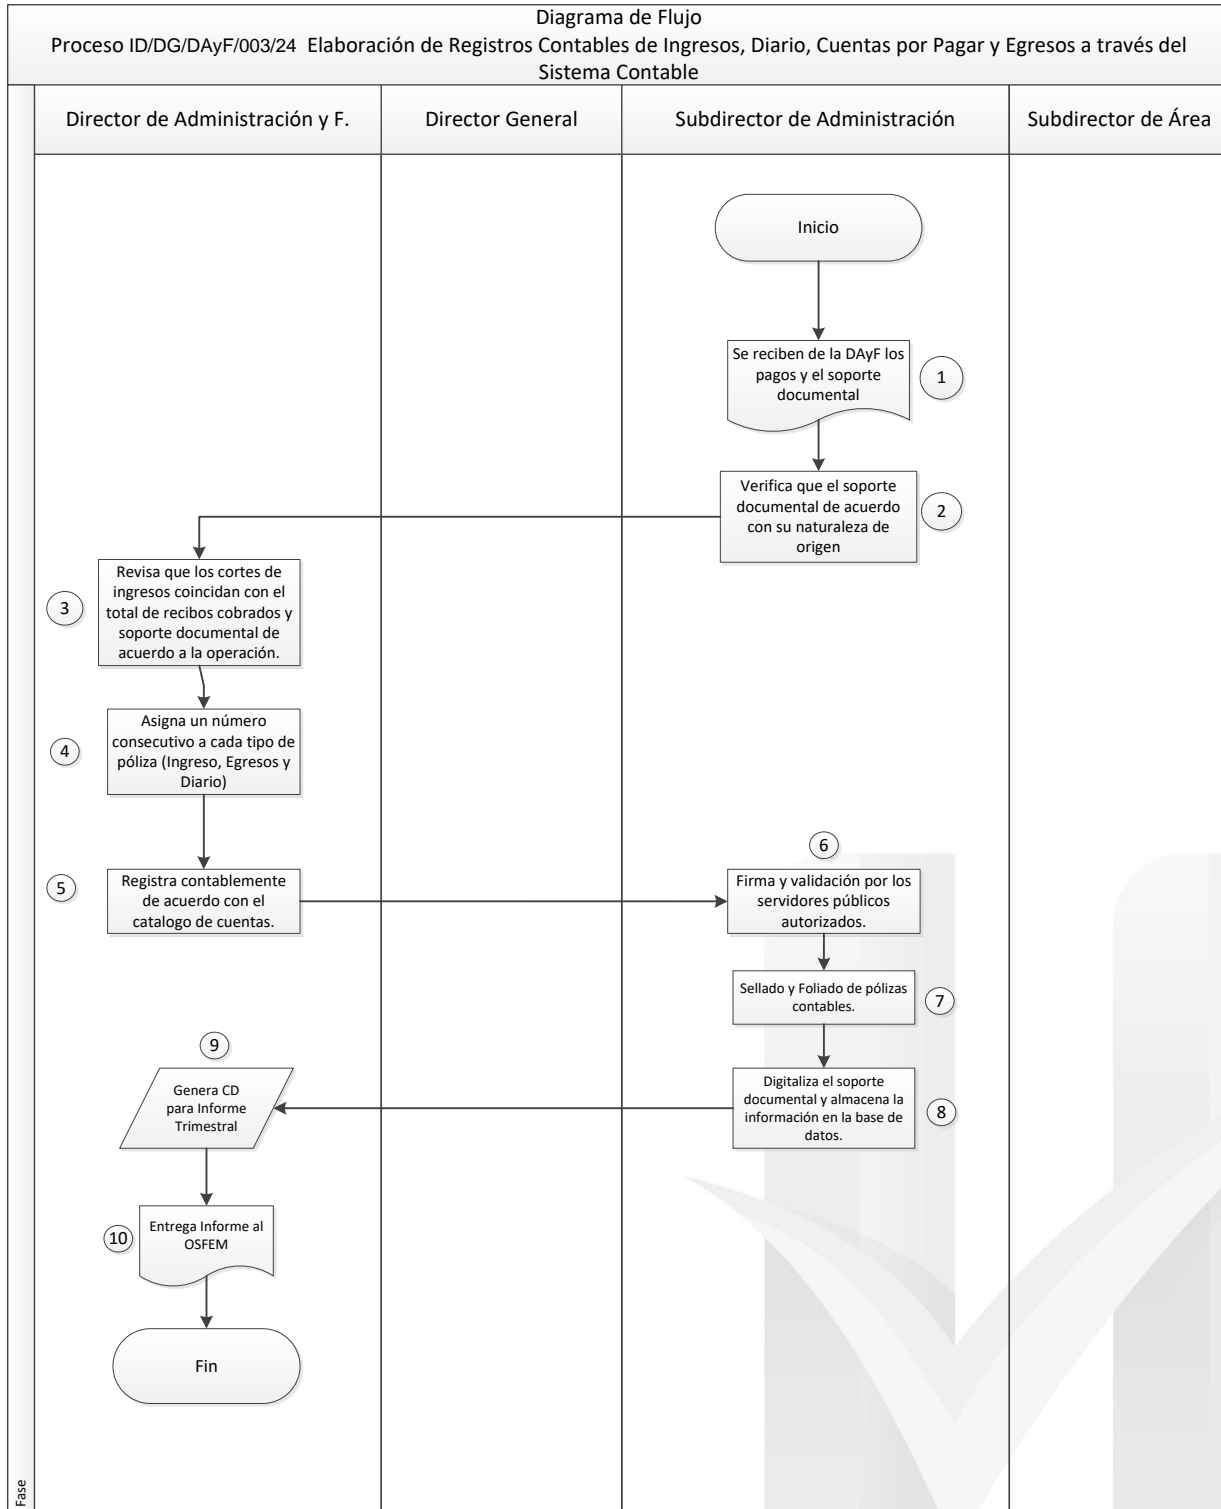 Diagrama de Flujo
Proceso ID/DG/DAyF/003/24 Elaboración de Registros Contables de Ingresos, Diario, Cuentas por Pagar y Egresos a través del
Sistema Contable
Director de Administración y F.
Director General
Subdirector de Administración
Subdirector de Área
Inicio
Se reciben de la DAyF los
pagos y el soporte
documental
1
Verifica que el soporte
documental de acuerdo
con su naturaleza de
origen
2
Revisa que los cortes de
ingresos coincidan con el
total de recibos cobrados y
soporte documental de
acuerdo a la operación.
3
Asigna un número
consecutivo a cada tipo de
póliza (Ingreso, Egresos y
Diario)
4
Registra contablemente
de acuerdo con el
catalogo de cuentas.
5
6
Firma y validación por los
servidores públicos
autorizados.
Sellado y Foliado de pólizas
contables.
7
Digitaliza el soporte
documental y almacena la
información en la base de
datos.
8
9
Genera CD
para Informe
Trimestral
Entrega Informe al
OSFEM
10
Fin
Fase